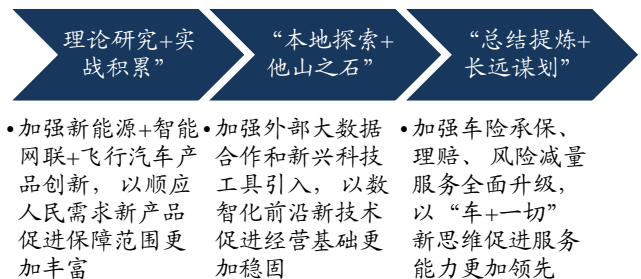 理论研究+实
战积累”
“本地探索+
他山之石”
“总结提炼+
长远谋划”
•加强新能源+智能
网联+飞行汽车产
品创新，以顺应
人民需求新产品
促进保障范围更
加丰富
•加强外部大数据
合作和新兴科技
工具引入，以数
智化前沿新技术
促进经营基础更
加稳固
•加强车险承保、
理赔、风险减量
服务全面升级，
以“车+一切”
新思维促进服务
能力更加领先